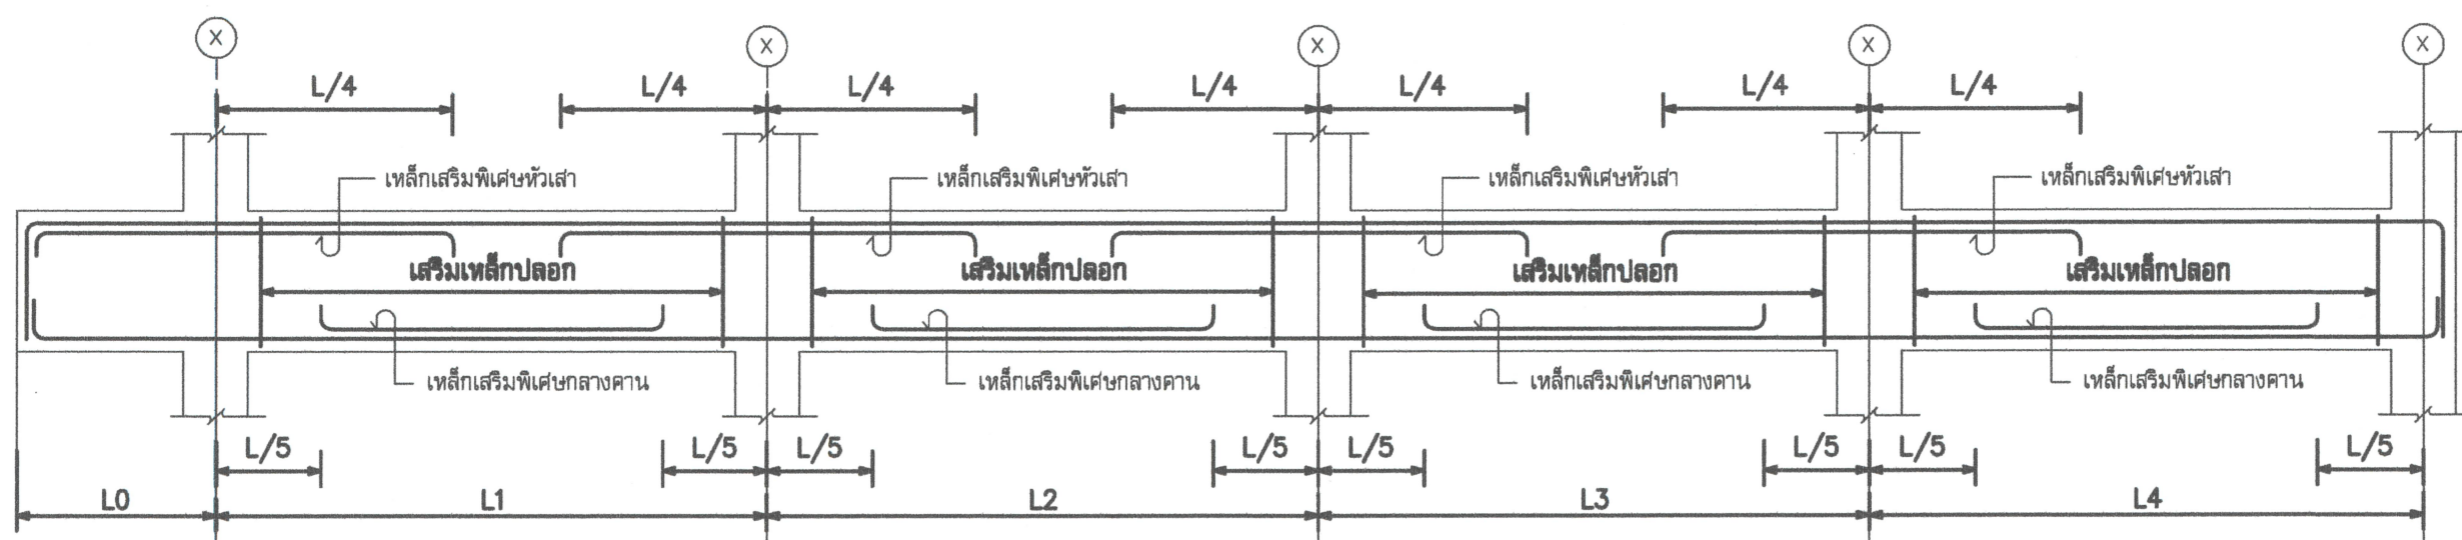 X X X X X
L/4 L/4 L/4 L/4 L/4 L/4 L/4
เหล็กเสริมพิเศษหัวเสา เหล็กเสริมพิเศษหัวเสา เหล็กเสริมพิเศษหัวเสา เหล็กเสริมพิเศษหัวเสา
เสริมเหล็กปลอก เสริมเหล็กปลอก เสริมเหล็กปลอก เสริมเหล็กปลอก
เหล็กเสริมพิเศษกลางคาน เหล็กเสริมพิเศษกลางคาน เหล็กเสริมพิเศษกลางคาน เหล็กเสริมพิเศษกลางคาน
L/5 L/5 L/5 L/5 L/5 L/5 L/5 L/5
L0 L1 L2 L3 L4